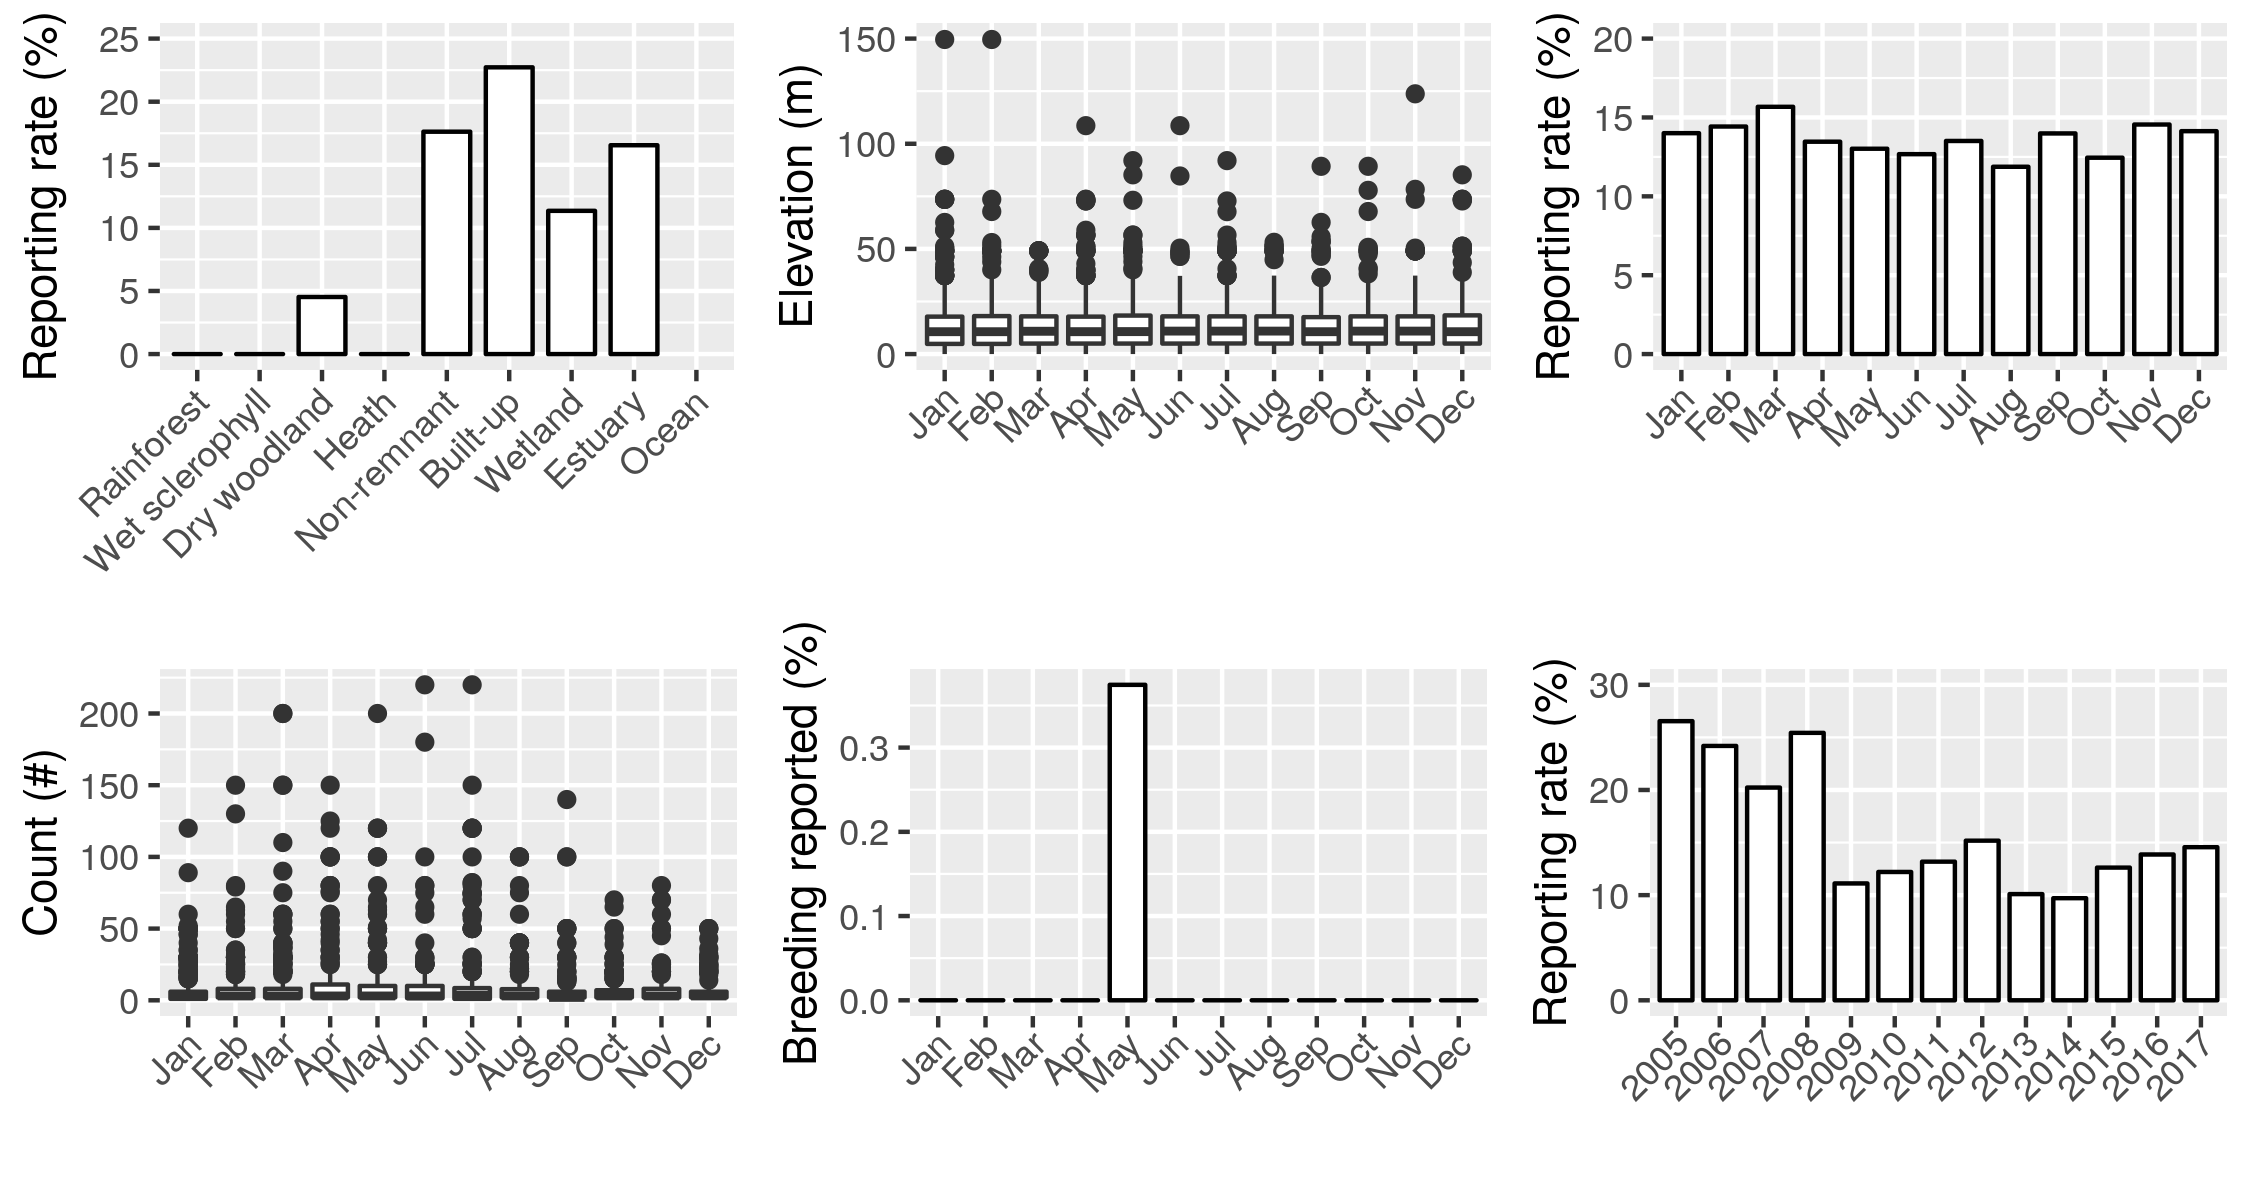 Reporting rate (%)
25
20
15
10
5
0
Rainforest
Wet sclerophyll
Dry woodland
Heath
Non-remnant
Built-up
Wetland
Estuary
Ocean
Elevation (m)
150
100
50
0
Jan
Feb
Mar
Apr
May
Jun
Jul
Aug
Sep
Oct
Nov
Dec
Reporting rate (%)
20
15
10
5
0
Jan
Feb
Mar
Apr
May
Jun
Jul
Aug
Sep
Oct
Nov
Dec
Count (#)
200
150
100
50
0
Jan
Feb
Mar
Apr
May
Jun
Jul
Aug
Sep
Oct
Nov
Dec
Breeding reported (%)
0.3
0.2
0.1
0.0
Jan
Feb
Mar
Apr
May
Jun
Jul
Aug
Sep
Oct
Nov
Dec
Reporting rate (%)
30
20
10
0
2005
2006
2007
2008
2009
2010
2011
2012
2013
2014
2015
2016
2017